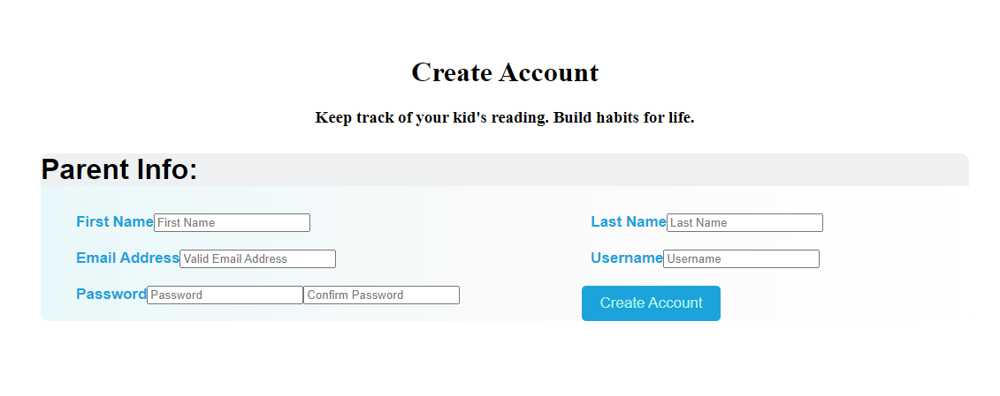 Create Account
Keep track of your kid's reading. Build habits for life.
Parent Info:
First Name First Name Last Name Last Name
Email Address Valid Email Address Username Username
Password Password Confirm Password Create Account